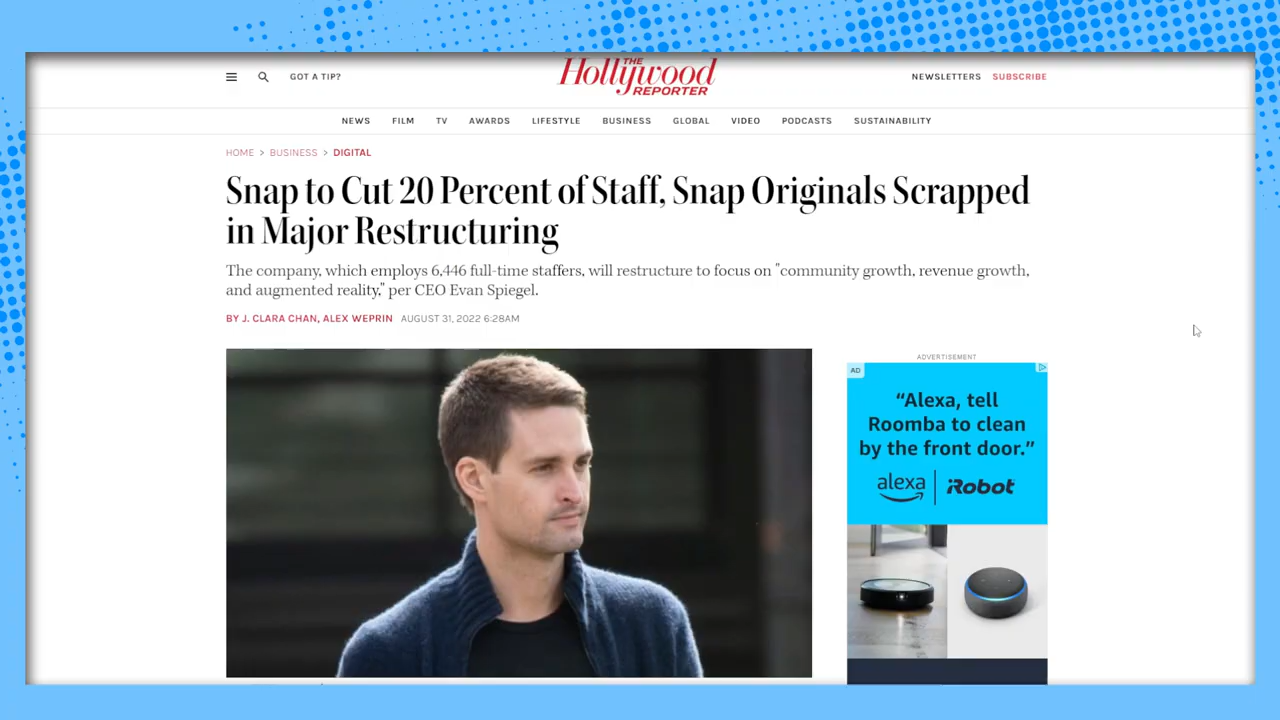 GOT A TIP?
THE
Hollywood
REPORTER
NEWSLETTERS SUBSCRIBE
NEWS FILM TV AWARDS LIFESTYLE BUSINESS GLOBAL VIDEO PODCASTS SUSTAINABILITY
HOME > BUSINESS > DIGITAL
Snap to Cut 20 Percent of Staff, Snap Originals Scrapped
in Major Restructuring
The company, which employs 6,446 full-time staffers, will restructure to focus on "community growth, revenue growth,
and augmented reality," per CEO Evan Spiegel.
BY J. CLARA CHAN, ALEX WEPRIN AUGUST 31, 2022 6:28AM
ADVERTISEMENT
AD
“Alexa, tell
Roomba to clean
by the front door.”
alexa iRobot